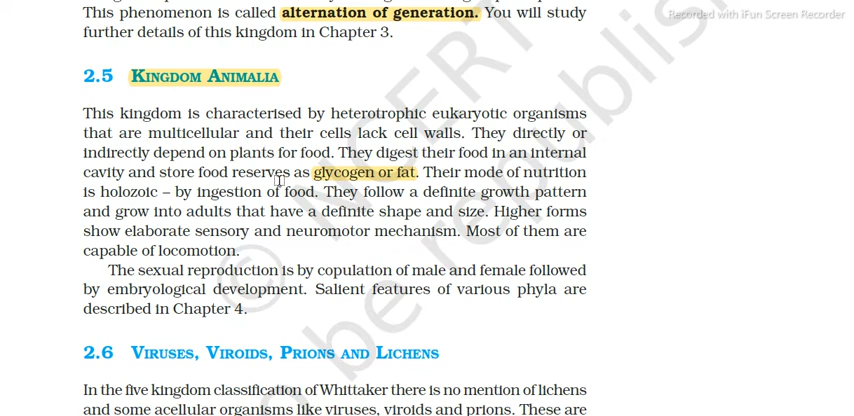 This phenomenon is called alternation of generation. You will study
further details of this kingdom in Chapter 3.
Recorded with iFun Screen Recorder
2.5 KINGDOM ANIMALIA
This kingdom is characterised by heterotrophic eukaryotic organisms
that are multicellular and their cells lack cell walls. They directly or
indirectly depend on plants for food. They digest their food in an internal
cavity and store food reserves as glycogen or fat. Their mode of nutrition
is holozoic – by ingestion of food. They follow a definite growth pattern
and grow into adults that have a definite shape and size. Higher forms
show elaborate sensory and neuromotor mechanism. Most of them are
capable of locomotion.
The sexual reproduction is by copulation of male and female followed
by embryological development. Salient features of various phyla are
described in Chapter 4.
2.6 VIRUSES, VIROIDS, PRIONS AND LICHENS
In the five kingdom classification of Whittaker there is no mention of lichens
and some acellular organisms like viruses, viroids and prions. These are
© NCERT
be republish